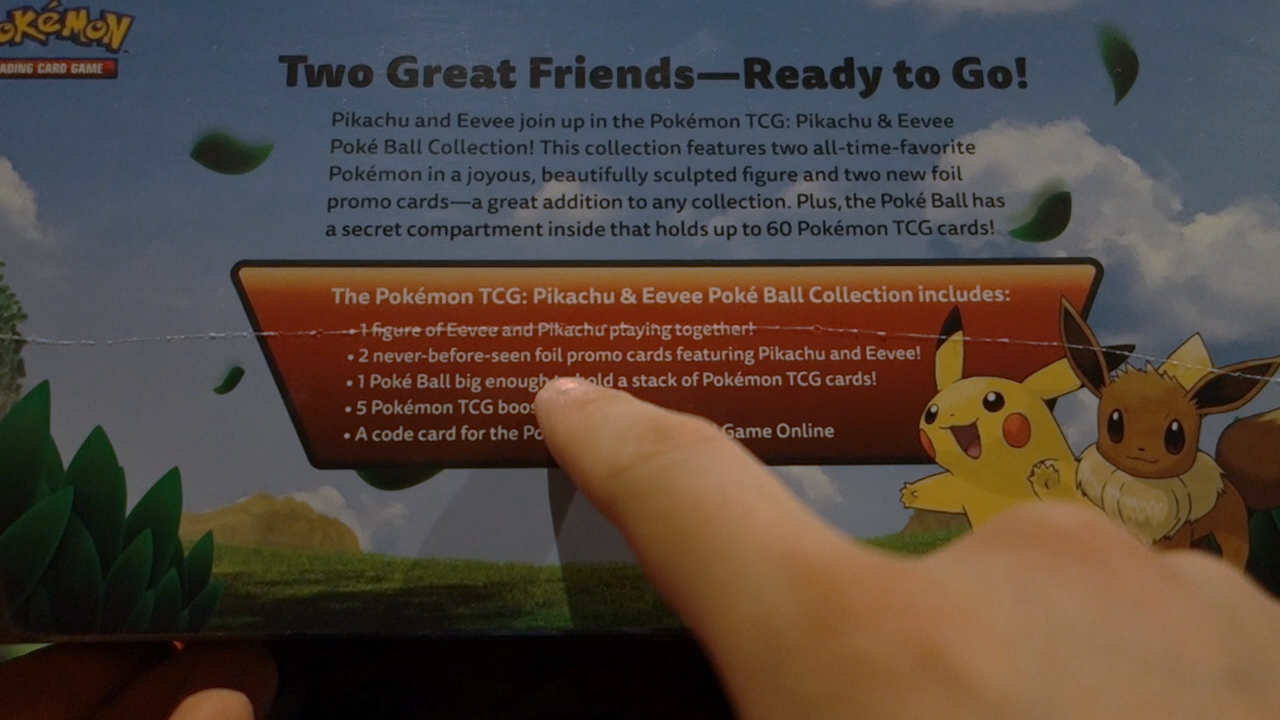 POKÉMON
TRADING CARD GAME
Two Great Friends—Ready to Go!
Pikachu and Eevee join up in the Pokémon TCG: Pikachu & Eevee
Poké Ball Collection! This collection features two all-time-favorite
Pokémon in a joyous, beautifully sculpted figure and two new foil
promo cards—a great addition to any collection. Plus, the Poké Ball has
a secret compartment inside that holds up to 60 Pokémon TCG cards!
The Pokémon TCG: Pikachu & Eevee Poké Ball Collection includes:
• 1 figure of Eevee and Pikachu playing together!
• 2 never-before-seen foil promo cards featuring Pikachu and Eevee!
• 1 Poké Ball big enough to hold a stack of Pokémon TCG cards!
• 5 Pokémon TCG
• A code card for the Game Online